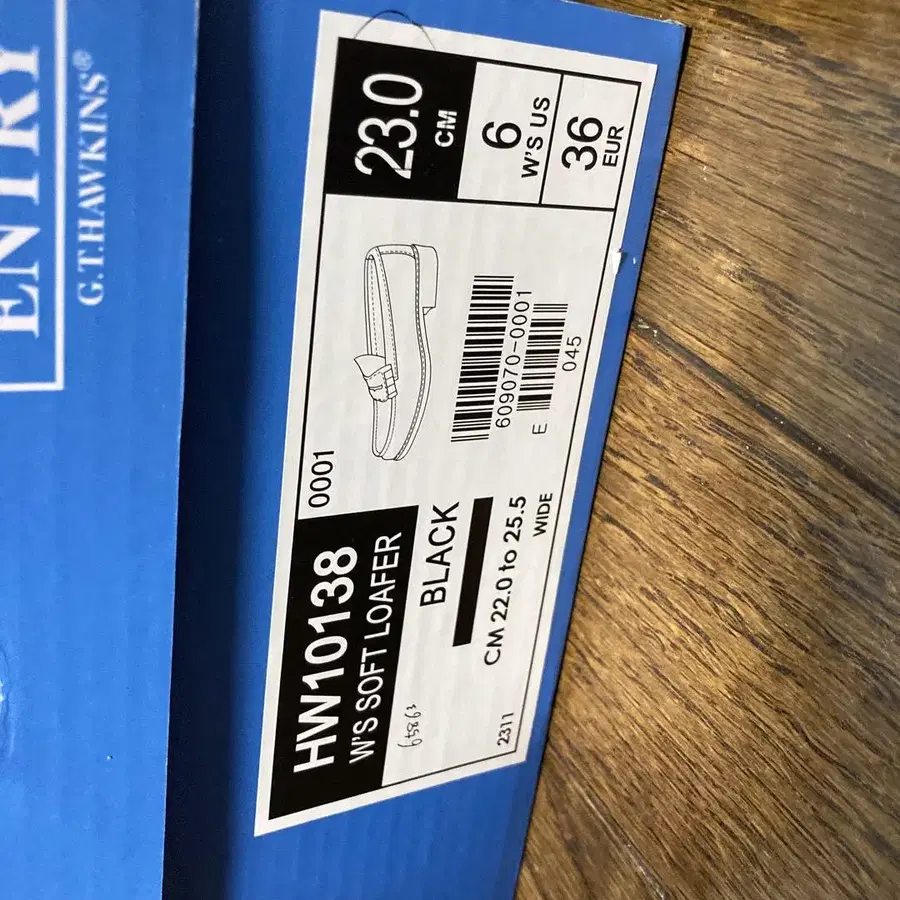 ENTRY
G.T.HAWKINS®
HW10138
W'S SOFT LOAFER
0001
23.0
CM
6
W'S US
36
EUR
BLACK
609070-0001
CM 22.0 to 25.5
WIDE
E
045
2311